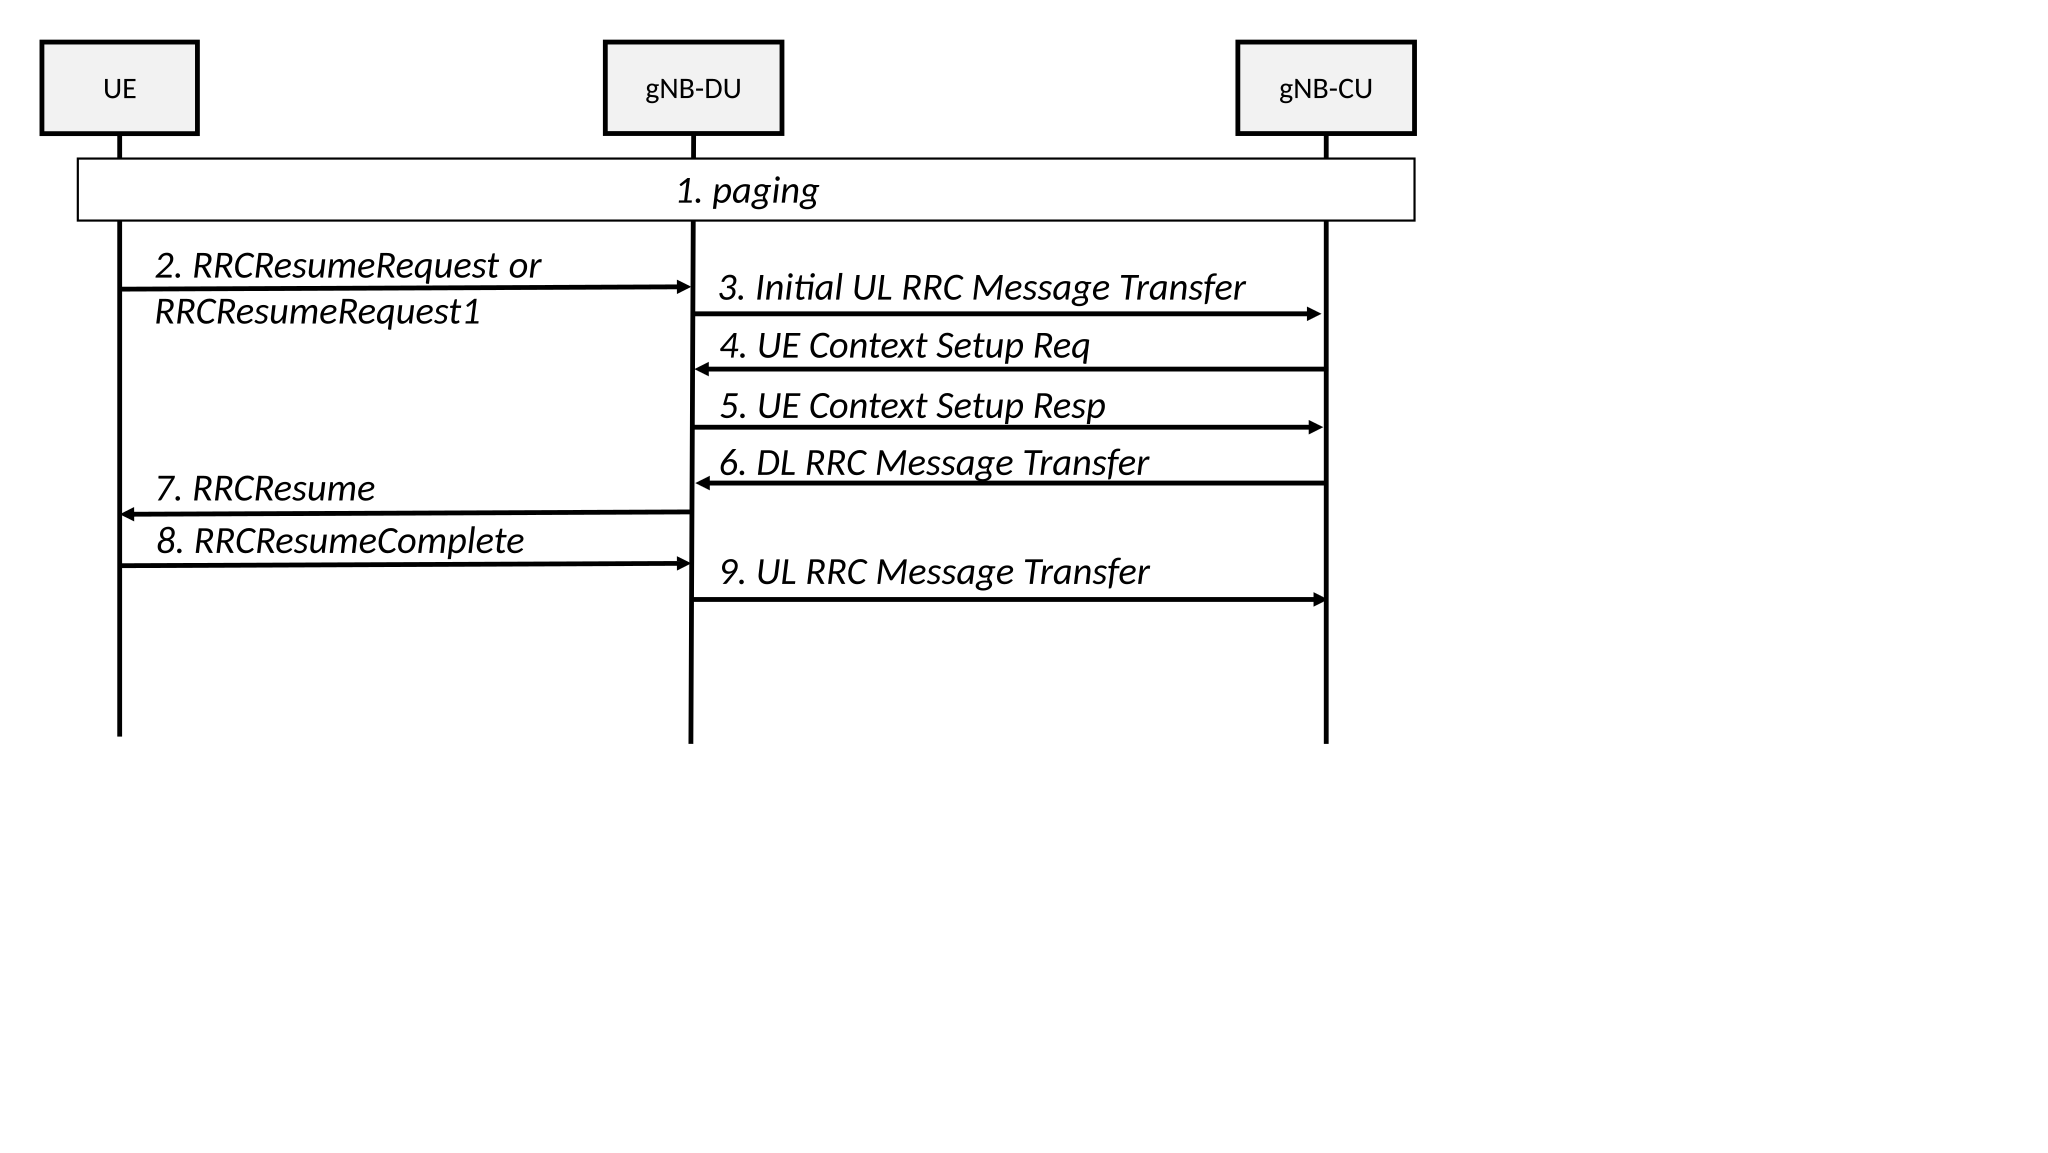 UE
gNB-DU
gNB-CU
1. paging
2. RRCResumeRequest or
RRCResumeRequest1
3. Initial UL RRC Message Transfer
4. UE Context Setup Req
5. UE Context Setup Resp
6. DL RRC Message Transfer
7. RRCResume
8. RRCResumeComplete
9. UL RRC Message Transfer